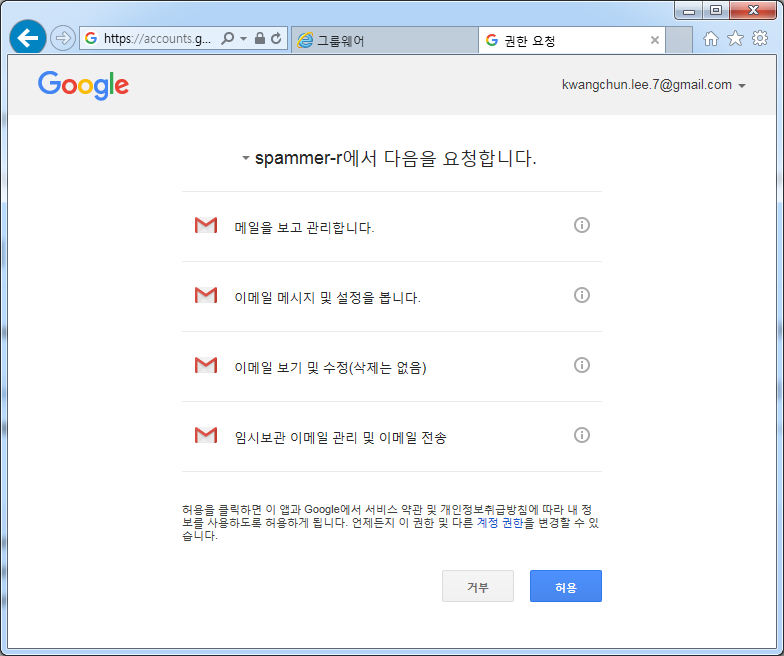 https://accounts.g...
그룹웨어
권한 요청
Google
kwangchun.lee.7@gmail.com
spammer-r에서 다음을 요청합니다.
메일을 보고 관리합니다.
이메일 메시지 및 설정을 봅니다.
이메일 보기 및 수정(삭제는 없음)
임시보관 이메일 관리 및 이메일 전송
허용을 클릭하면 이 앱과 Google에서 서비스 약관 및 개인정보취급방침에 따라 내 정
보를 사용하도록 허용하게 됩니다. 언제든지 이 권한 및 다른 계정 권한을 변경할 수 있
습니다.
거부
허용